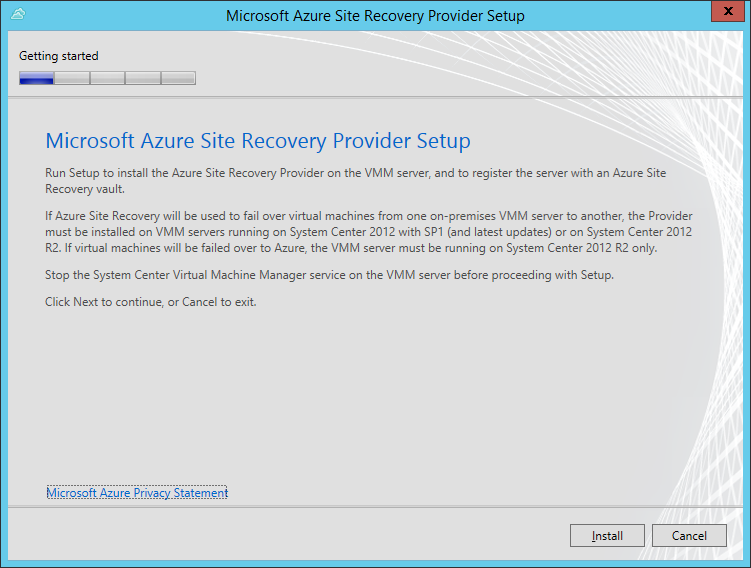 Microsoft Azure Site Recovery Provider Setup
x
Getting started
Microsoft Azure Site Recovery Provider Setup
Run Setup to install the Azure Site Recovery Provider on the VMM server, and to register the server with an Azure Site
Recovery vault.
If Azure Site Recovery will be used to fail over virtual machines from one on-premises VMM server to another, the Provider
must be installed on VMM servers running on System Center 2012 with SP1 (and latest updates) or on System Center 2012
R2. If virtual machines will be failed over to Azure, the VMM server must be running on System Center 2012 R2 only.
Stop the System Center Virtual Machine Manager service on the VMM server before proceeding with Setup.
Click Next to continue, or Cancel to exit.
Microsoft Azure Privacy Statement
Install
Cancel